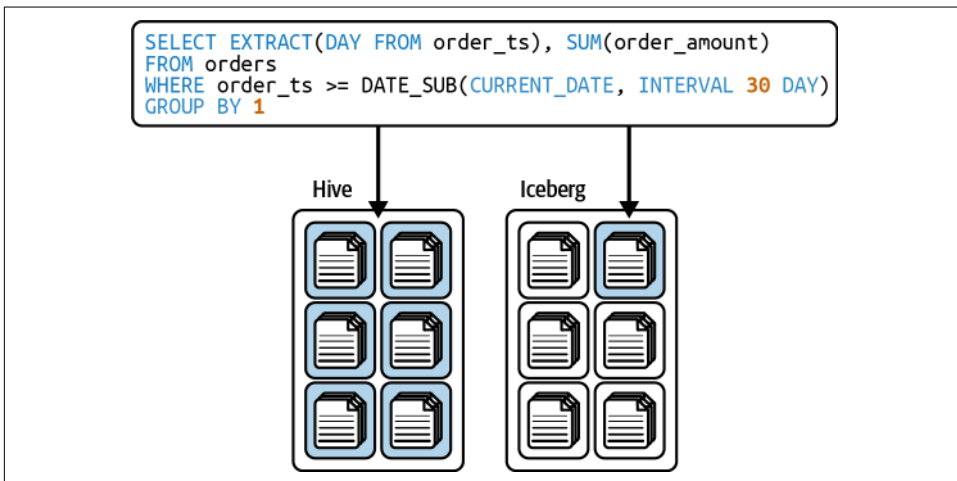 SELECT EXTRACT(DAY FROM order_ts), SUM(order_amount)
FROM orders
WHERE order_ts >= DATE_SUB(CURRENT_DATE, INTERVAL 30 DAY)
GROUP BY 1
Hive
Iceberg